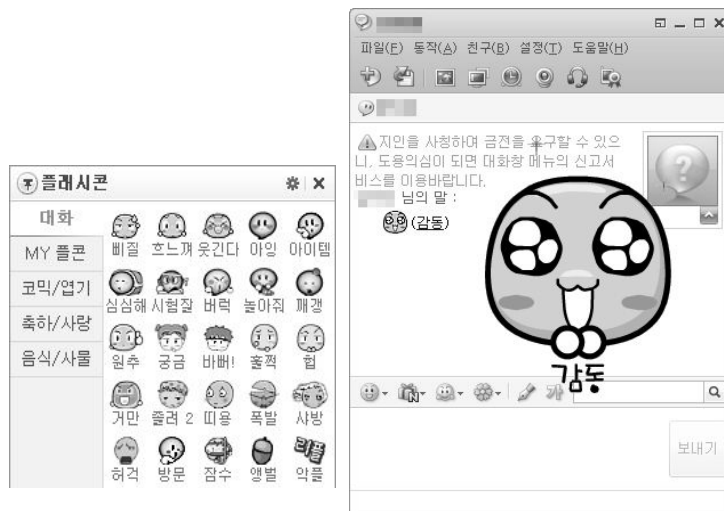 플래시콘
대화
MY 플콘
코믹/엽기
축하/사랑
음식/사물
삐질 흐느껴 웃긴다 아잉 아이템
심심해 시험잘 버럭 놀아줘 깨갱
원추 궁금 바뻐! 훌쩍 헙
거만 졸려 2 띠용 폭발 사방
허걱 방문 잠수 앵벌 악플
리플
파일(F) 동작(A) 친구(B) 설정(T) 도움말(H)
지인을 사칭하여 금전을 요구할 수 있으
니, 도용의심이 되면 대화창 메뉴의 신고서
비스를 이용바랍니다.
님의 말 :
(감동)
감동
가
보내기